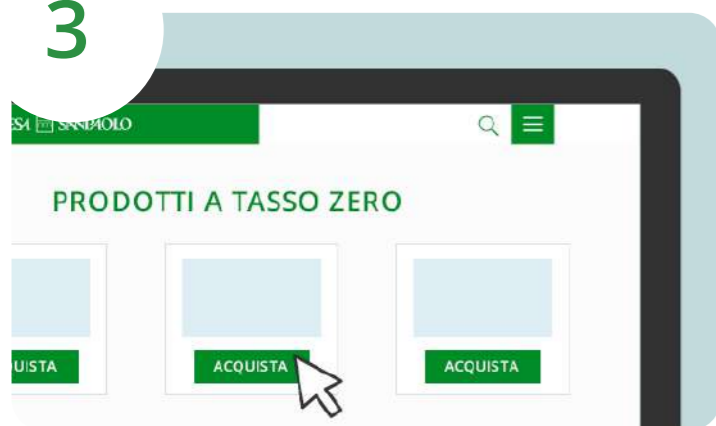 3
SANPAOLO
PRODOTTI A TASSO ZERO
ACQUISTA
ACQUISTA